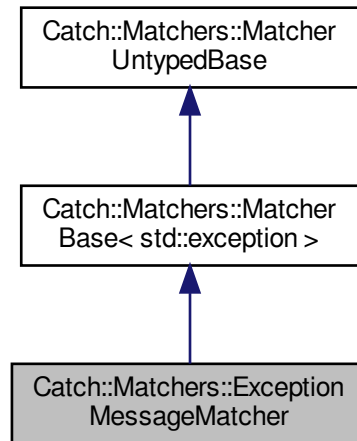 Catch::Matchers::Matcher
UntypedBase
Catch::Matchers::Matcher
Base< std::exception >
Catch::Matchers::Exception
MessageMatcher